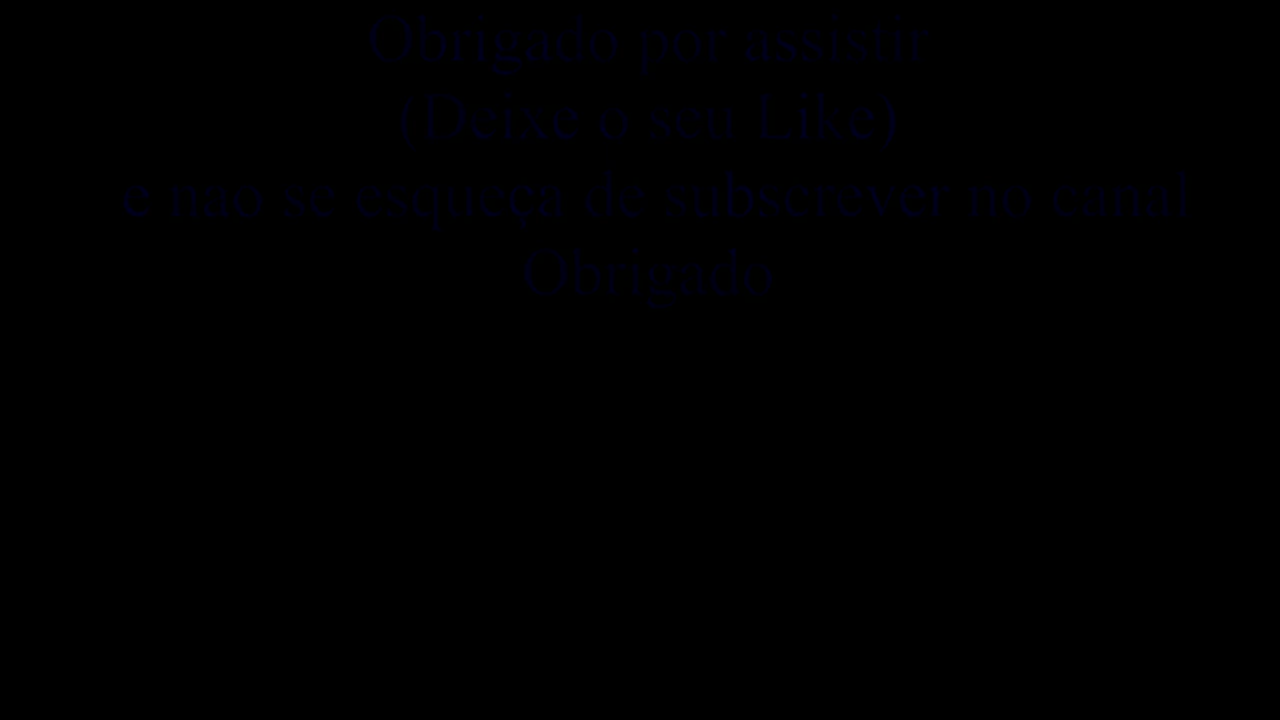 Obrigado por assistir
(Deixe o seu Like)
e nao se esqueça de subscrever no canal
Obrigado